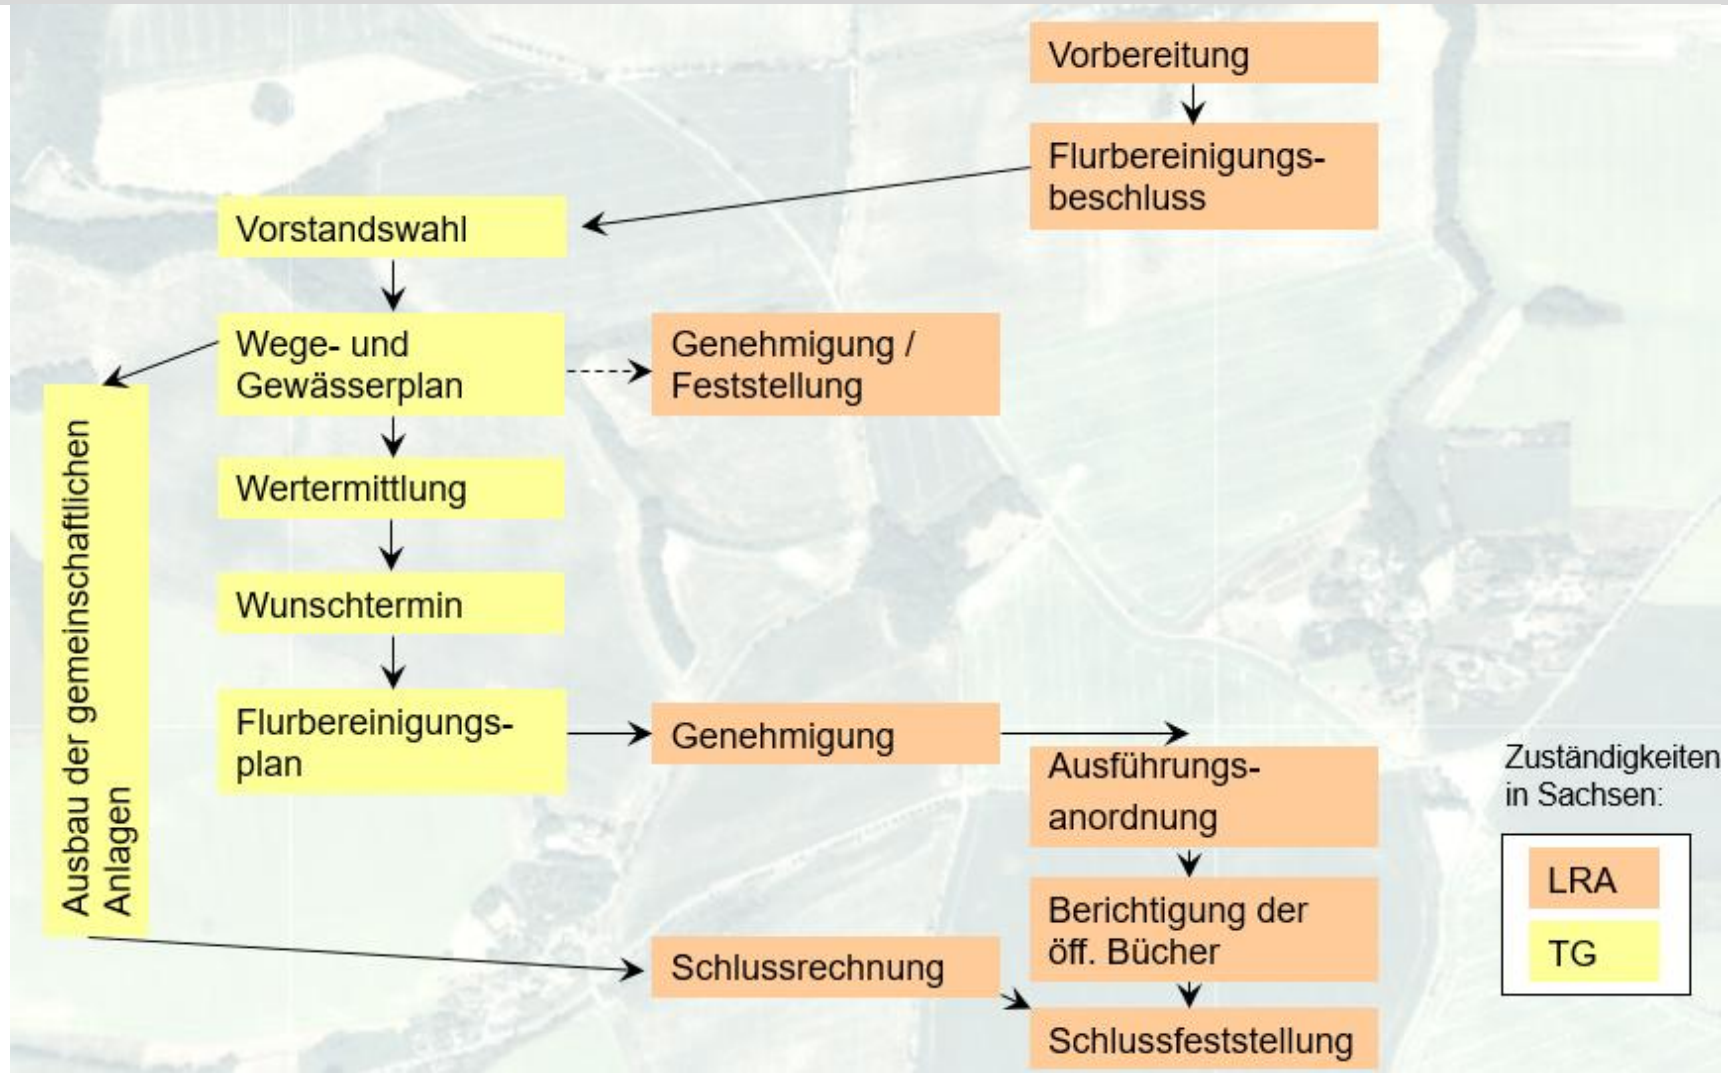 Vorbereitung
Flurbereinigungs-
beschluss
Vorstandswahl
Wege- und
Gewässerplan
Genehmigung /
Feststellung
Wertermittlung
Wunschtermin
Flurbereinigungs-
plan
Genehmigung
Ausführungs-
anordnung
Berichtigung der
öff. Bücher
Ausbau der gemeinschaftlichen
Anlagen
Schlussrechnung
Schlussfeststellung
Zuständigkeiten
in Sachsen:
LRA
TG